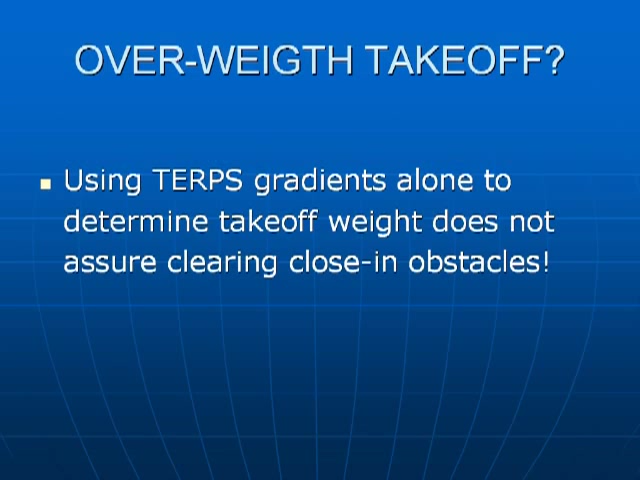 OVER-WEIGTH TAKEOFF?
Using TERPS gradients alone to
determine takeoff weight does not
assure clearing close-in obstacles!